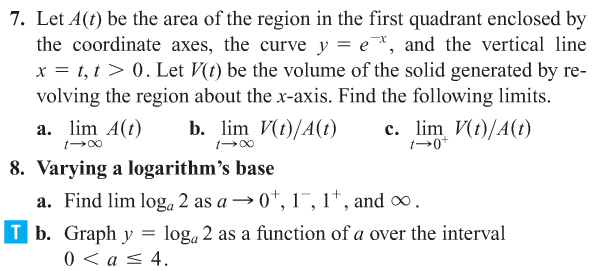 7. Let A(t) be the area of the region in the first quadrant enclosed by
the coordinate axes, the curve y = e⁻ˣ, and the vertical line
x = t, t > 0. Let V(t) be the volume of the solid generated by re-
volving the region about the x-axis. Find the following limits.
a. lim t→∞ A(t) b. lim t→∞ V(t)/A(t) c. lim t→0⁺ V(t)/A(t)
8. Varying a logarithm's base
a. Find lim logₐ 2 as a → 0⁺, 1⁻, 1⁺, and ∞.
T b. Graph y = logₐ 2 as a function of a over the interval
0 < a ≤ 4.